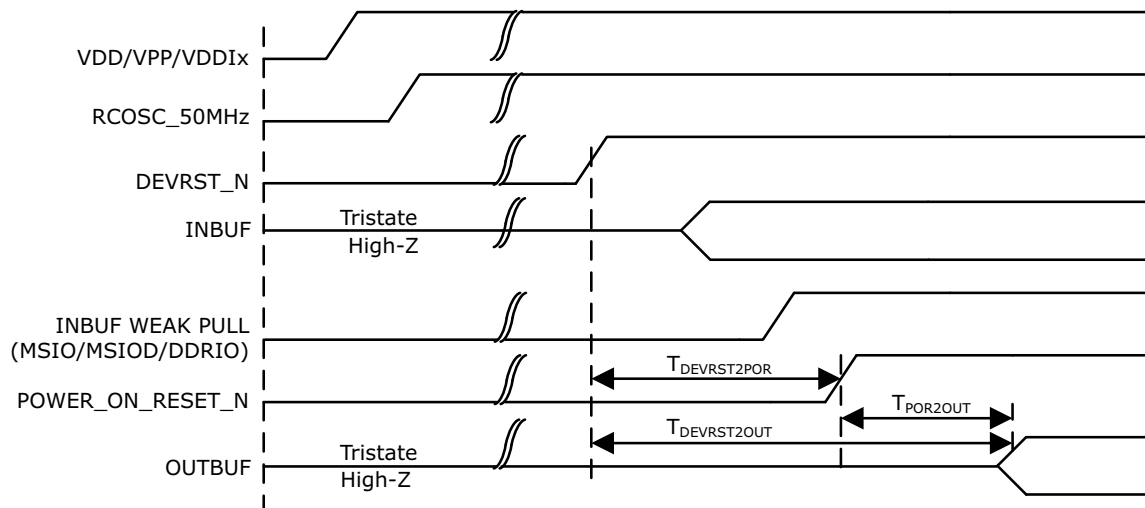 VDD/VPP/VDDIx
RCOSC_50MHz
DEVRST_N
INBUF
Tristate
High-Z
INBUF WEAK PULL
(MSIO/MSIOD/DDRIO)
TDEVRST2POR
POWER_ON_RESET_N
TPOR2OUT
TDEVRST2OUT
OUTBUF
Tristate
High-Z